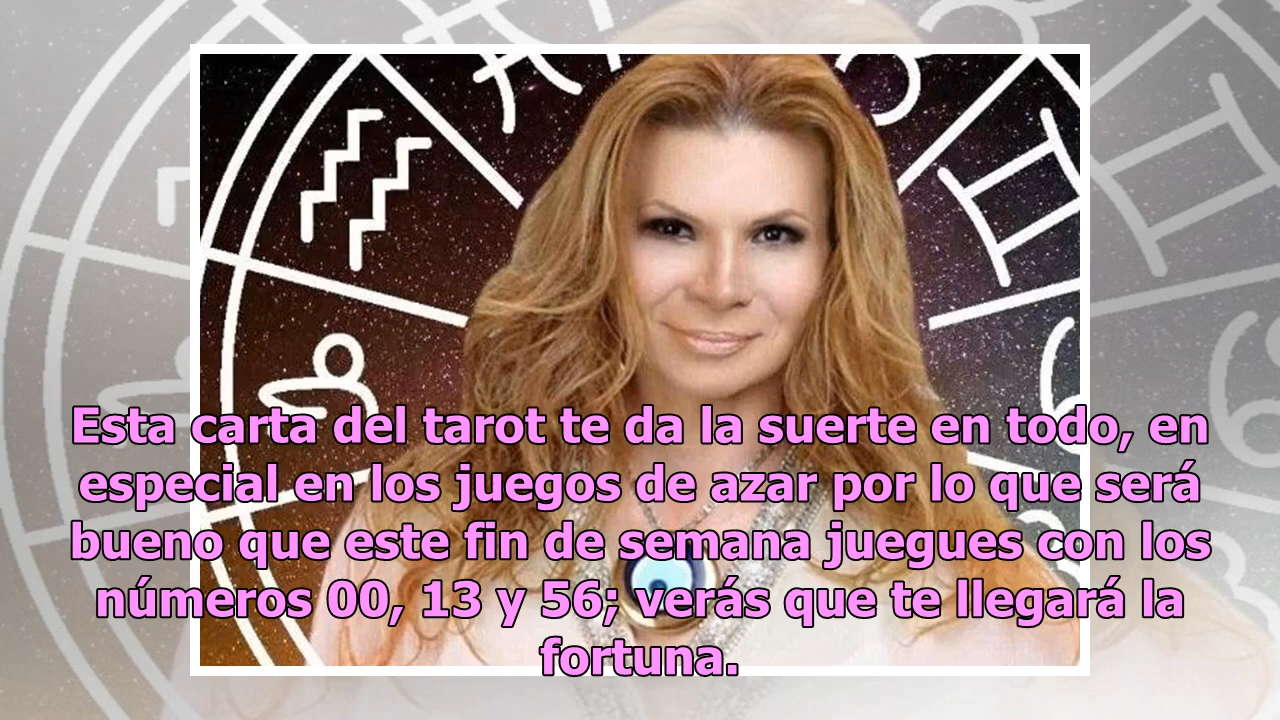 Esta carta del tarot te da la suerte en todo, en
especial en los juegos de azar por lo que será
bueno que este fin de semana juegues con los
números 00, 13 y 56; verás que te llegará la
fortuna.